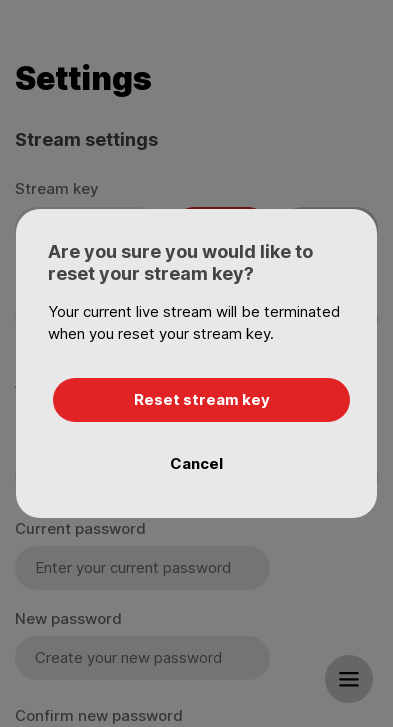 Settings
Stream settings
Stream key
Are you sure you would like to
reset your stream key?
Your current live stream will be terminated
when you reset your stream key.
Reset stream key
Cancel
Current password
Enter your current password
New password
Create your new password
Confirm new password